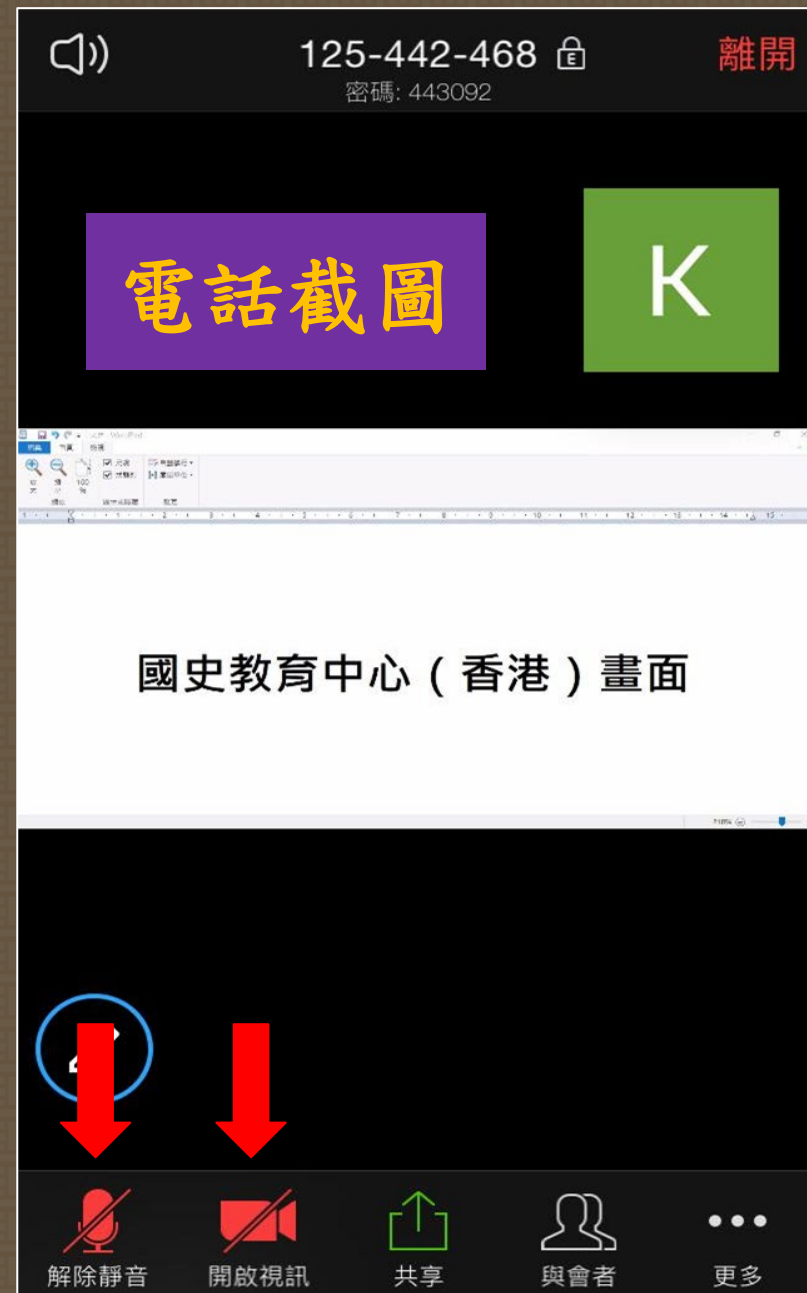 125-442-468
離開
密碼: 443092
電話截圖
K
國史教育中心(香港)畫面
解除靜音
開啟視訊
共享
與會者
更多